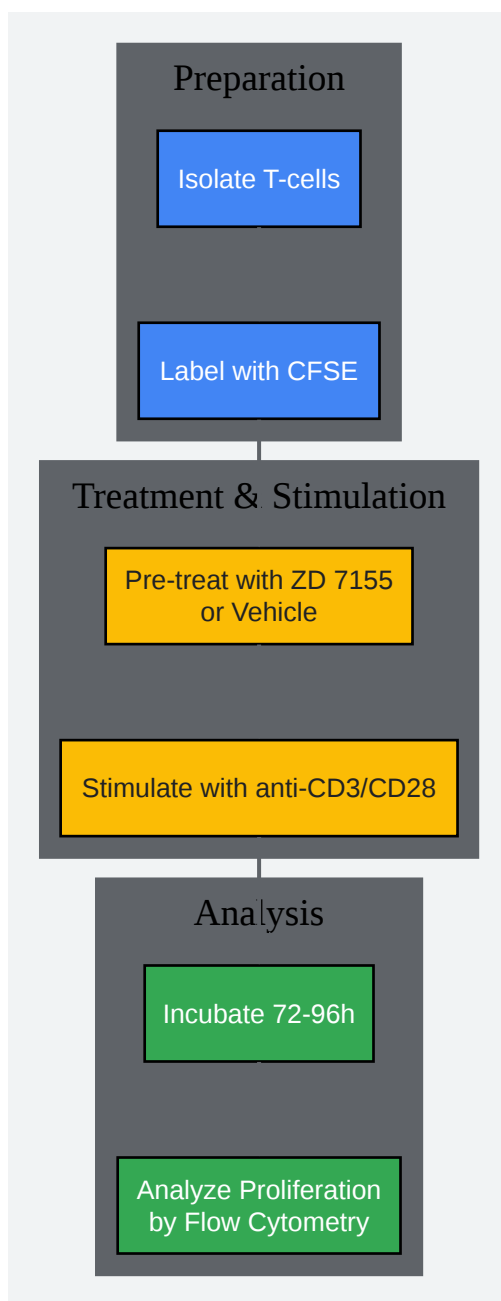 Preparation
Isolate T-cells
Label with CFSE
Treatment & Stimulation
Pre-treat with ZD 7155
or Vehicle
Stimulate with anti-CD3/CD28
Analysis
Incubate 72-96h
Analyze Proliferation
by Flow Cytometry